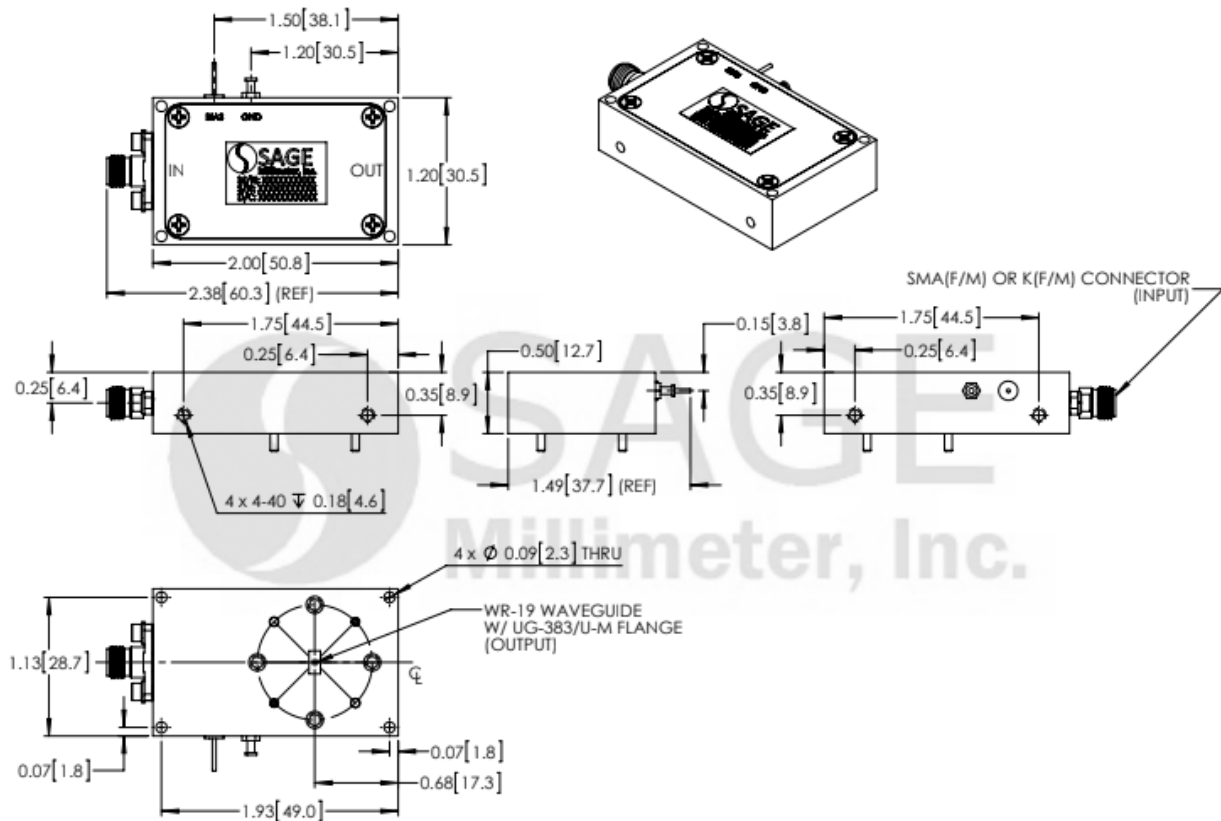 1.50[38.1]
1.20[30.5]
BIAS GND
IN
SAGE
Millimeter, Inc.
OUT
1.20[30.5]
2.00[50.8]
2.38[60.3] (REF)
SAGE
SMA(F/M) OR K(F/M) CONNECTOR
(INPUT)
1.75[44.5]
0.25[6.4]
0.25[6.4]
0.35[8.9]
4 x 4-40 ↧ 0.18[4.6]
0.50[12.7]
0.15[3.8]
1.49[37.7] (REF)
1.75[44.5]
0.25[6.4]
0.35[8.9]
SAGE
Millimeter, Inc.
4 x Ø 0.09[2.3] THRU
WR-19 WAVEGUIDE
W/ UG-383/U-M FLANGE
(OUTPUT)
℄
1.13[28.7]
0.07[1.8]
0.07[1.8]
0.68[17.3]
1.93[49.0]